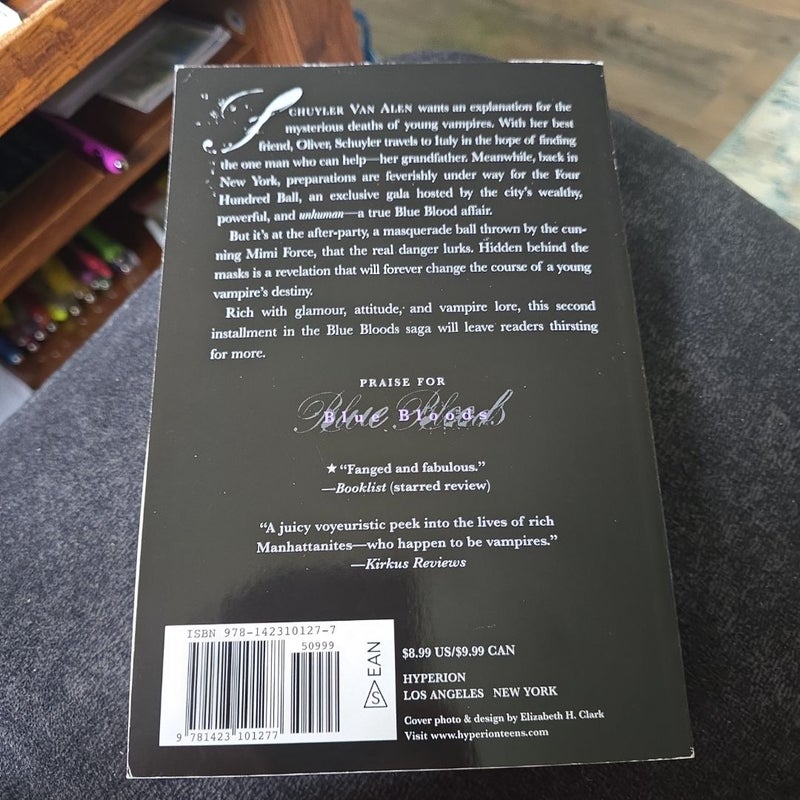 SCHUYLER VAN ALEN wants an explanation for the
mysterious deaths of young vampires. With her best
friend, Oliver, Schuyler travels to Italy in the hope of finding
the one man who can help—her grandfather. Meanwhile, back in
New York, preparations are feverishly under way for the Four
Hundred Ball, an exclusive gala hosted by the city's wealthy,
powerful, and unhuman—a true Blue Blood affair.
But it's at the after-party, a masquerade ball thrown by the cun-
ning Mimi Force, that the real danger lurks. Hidden behind the
masks is a revelation that will forever change the course of a young
vampire's destiny.
Rich with glamour, attitude, and vampire lore, this second
installment in the Blue Bloods saga will leave readers thirsting
for more.
PRAISE FOR
Blue Bloods
Blue Bloods
★ “Fanged and fabulous.”
—Booklist (starred review)
“A juicy voyeuristic peek into the lives of rich
Manhattanites—who happen to be vampires.”
—Kirkus Reviews
ISBN 978-142310127-7
50999
9 781423 101277
S EAN
$8.99 US/$9.99 CAN
HYPERION
LOS ANGELES NEW YORK
Cover photo & design by Elizabeth H. Clark
Visit www.hyperionteens.com